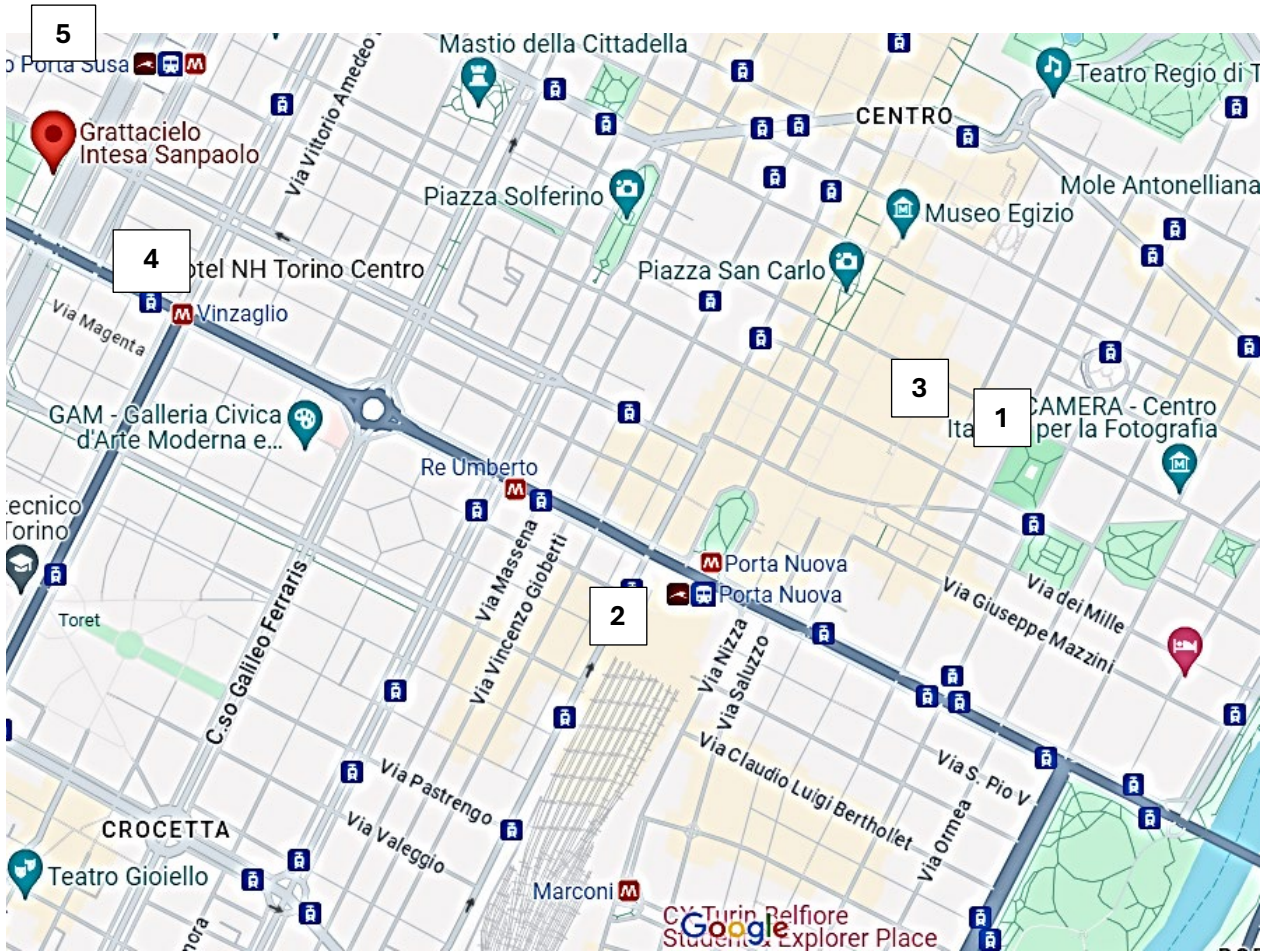 5
Mastio della Cittadella
Porta Susa
Teatro Regio di T
Via Vittorio Amedeo
CENTRO
Grattacielo
Intesa Sanpaolo
Piazza Solferino
Mole Antonelliana
Museo Egizio
4
otel NH Torino Centro
Piazza San Carlo
Vinzaglio
Via Magenta
3
1
CAMERA - Centro
Ita per la Fotografia
GAM - Galleria Civica
d'Arte Moderna e...
Re Umberto
tecnico
Torino
Via Massena
Via Vincenzo Gioberti
Porta Nuova
Porta Nuova
2
Toret
C.so Galileo Ferraris
Via dei Mille
Via Giuseppe Mazzini
Via Nizza
Via Saluzzo
Via Claudio Luigi Berthollet
Via S. Pio V
Via Pastrengo
Via Ormea
CROCETTA
Via Valeggio
Teatro Gioiello
Marconi
CX Turin Belfiore
Google
Student & Explorer Place